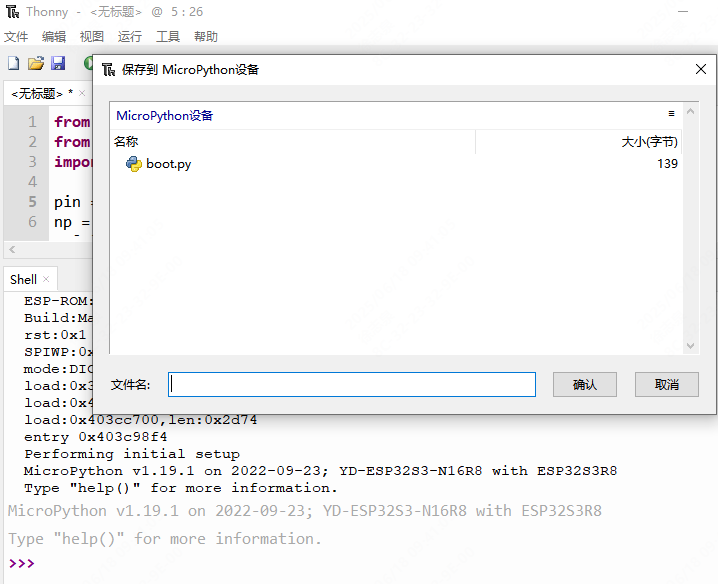 Thonny - <无标题> @ 5 : 26
文件 编辑 视图 运行 工具 帮助
保存到 MicroPython设备
<无标题> *
MicroPython设备
名称 大小(字节)
boot.py 139
1 from
2 from
3 impo
4
5 pin =
6 np =
文件名: 确认 取消
Shell
ESP-ROM:
Build:Ma
rst:0x1
SPIWP:0x
mode:DIO
load:0x3
load:0x4
load:0x403cc700,len:0x2d74
entry 0x403c98f4
Performing initial setup
MicroPython v1.19.1 on 2022-09-23; YD-ESP32S3-N16R8 with ESP32S3R8
Type "help()" for more information.
MicroPython v1.19.1 on 2022-09-23; YD-ESP32S3-N16R8 with ESP32S3R8
Type "help()" for more information.
>>>